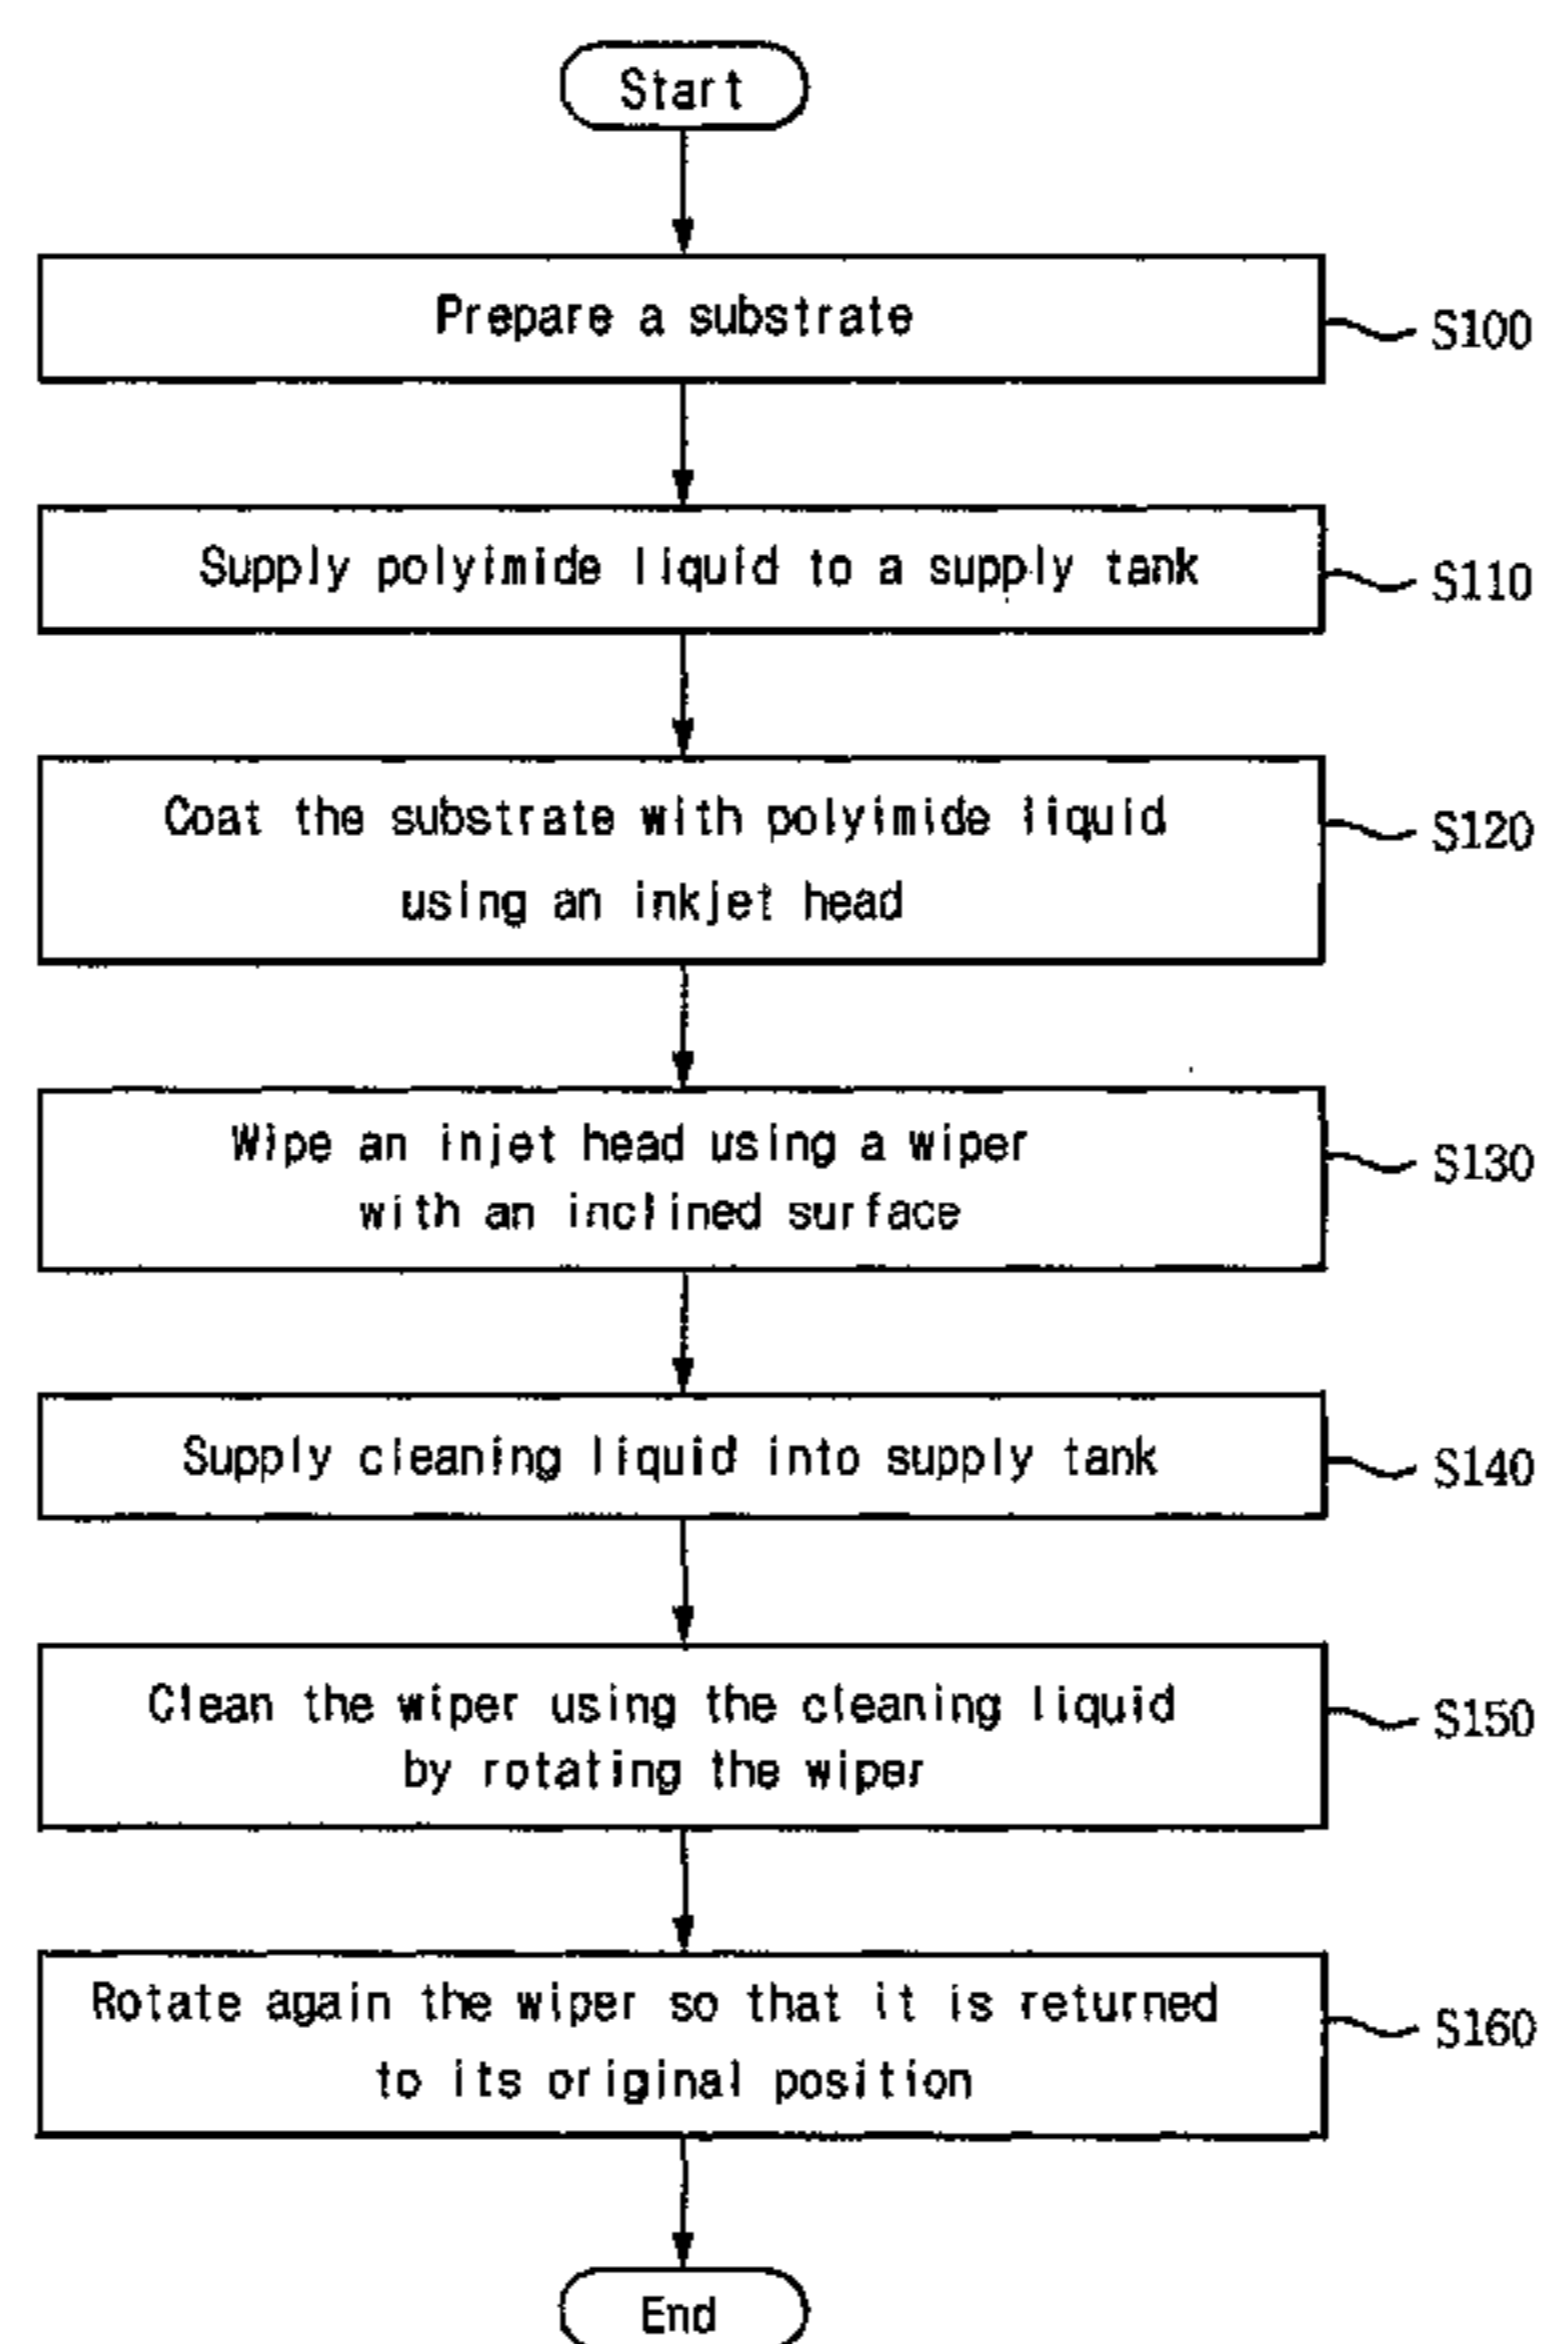 Start
Prepare a substrate
S100
Supply polyimide liquid to a supply tank
S110
Coat the substrate with polyimide liquid
using an inkjet head
S120
Wipe an injet head using a wiper
with an inclined surface
S130
Supply cleaning liquid into supply tank
S140
Clean the wiper using the cleaning liquid
by rotating the wiper
S150
Rotate again the wiper so that it is returned
to its original position
S160
End